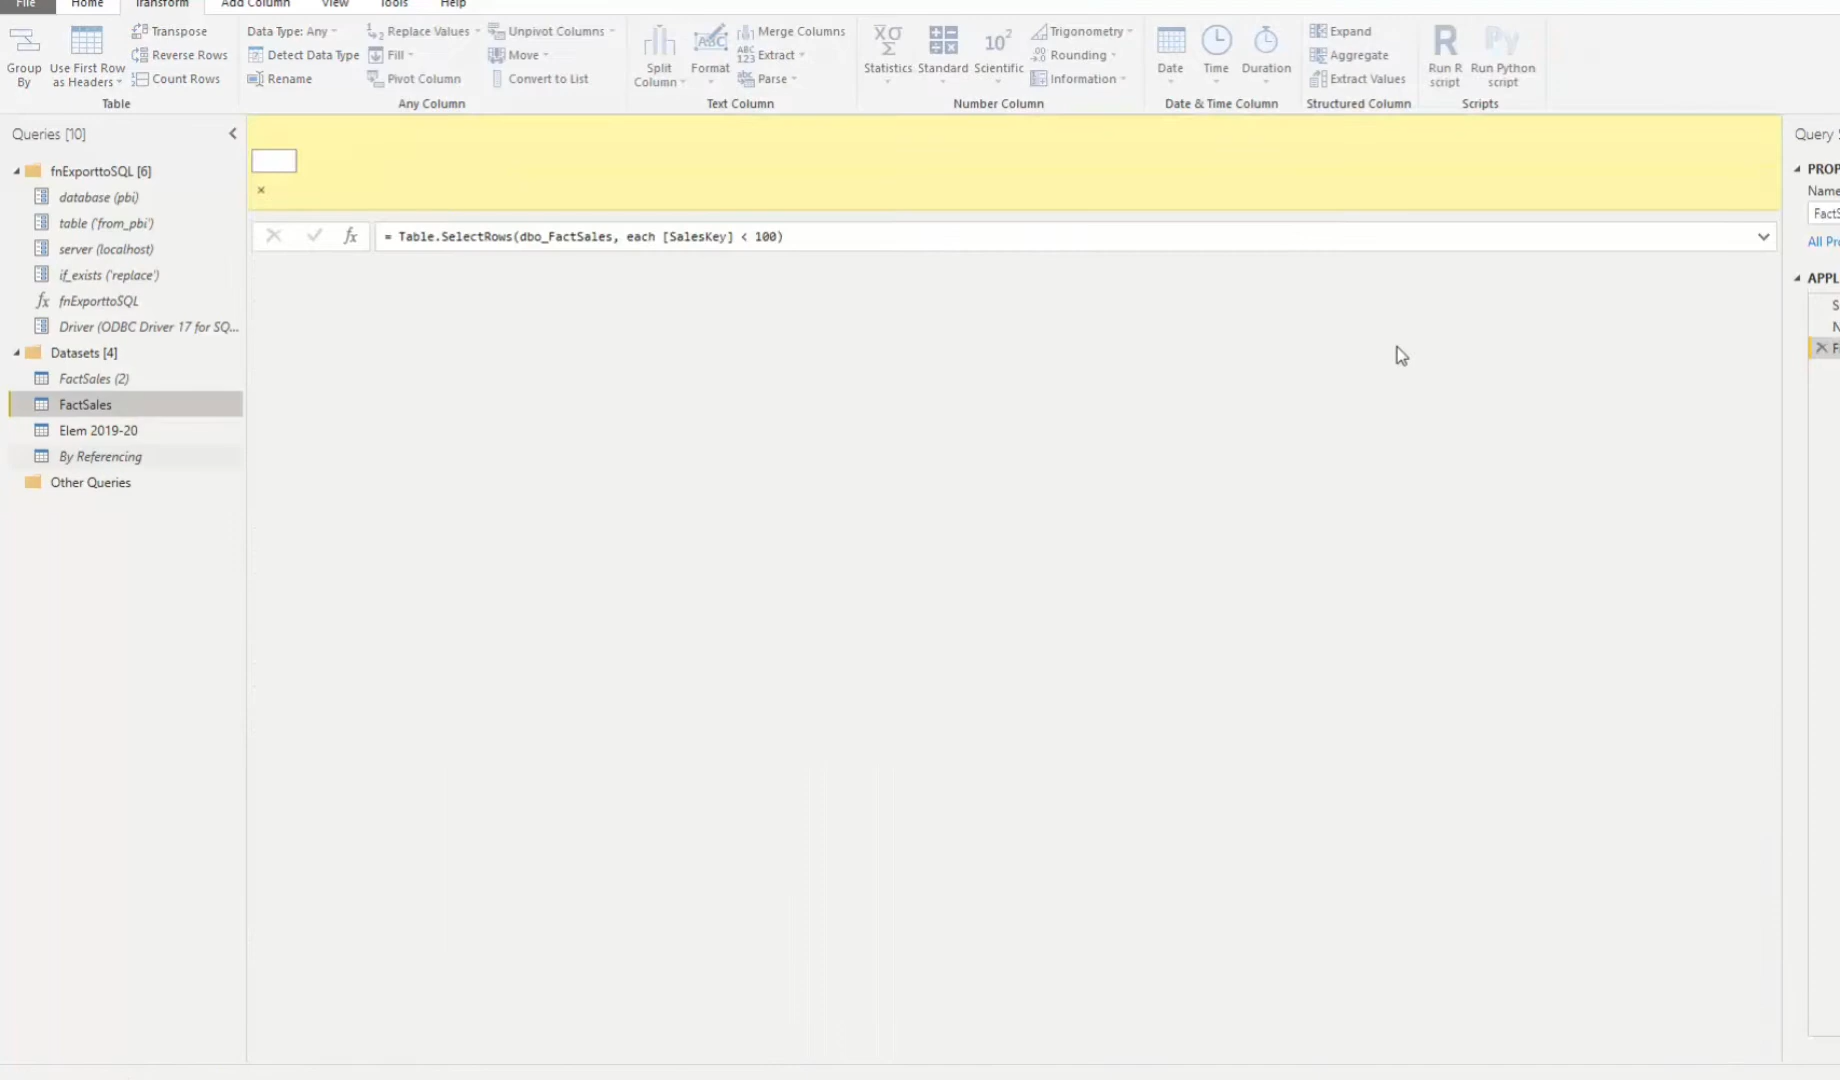 File Home Transform Add Column View Tools Help
Group By
Use First Row as Headers
Transpose
Reverse Rows
Count Rows
Table
Data Type: Any
Detect Data Type
Rename
Replace Values
Fill
Pivot Column
Unpivot Columns
Move
Convert to List
Any Column
Split Column
Format
Merge Columns
Extract
Parse
Text Column
Statistics
Standard
Scientific
Trigonometry
Rounding
Information
Number Column
Date
Time
Duration
Date & Time Column
Expand
Aggregate
Extract Values
Structured Column
Run R script
Run Python script
Scripts
Queries [10]
fnExporttoSQL [6]
database (pbi)
table ('from_pbi')
server (localhost)
if_exists ('replace')
fnExporttoSQL
Driver (ODBC Driver 17 for SQ...
Datasets [4]
FactSales (2)
FactSales
Elem 2019-20
By Referencing
Other Queries
= Table.SelectRows(dbo_FactSales, each [SalesKey] < 100)
Query S
PROP
Name
FactS
All Pro
APPL
S
N
F